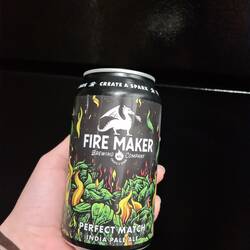 CREATE A SPARK
FIRE MAKER
BREWING COMPANY
PERFECT MATCH
INDIA PALE ALE